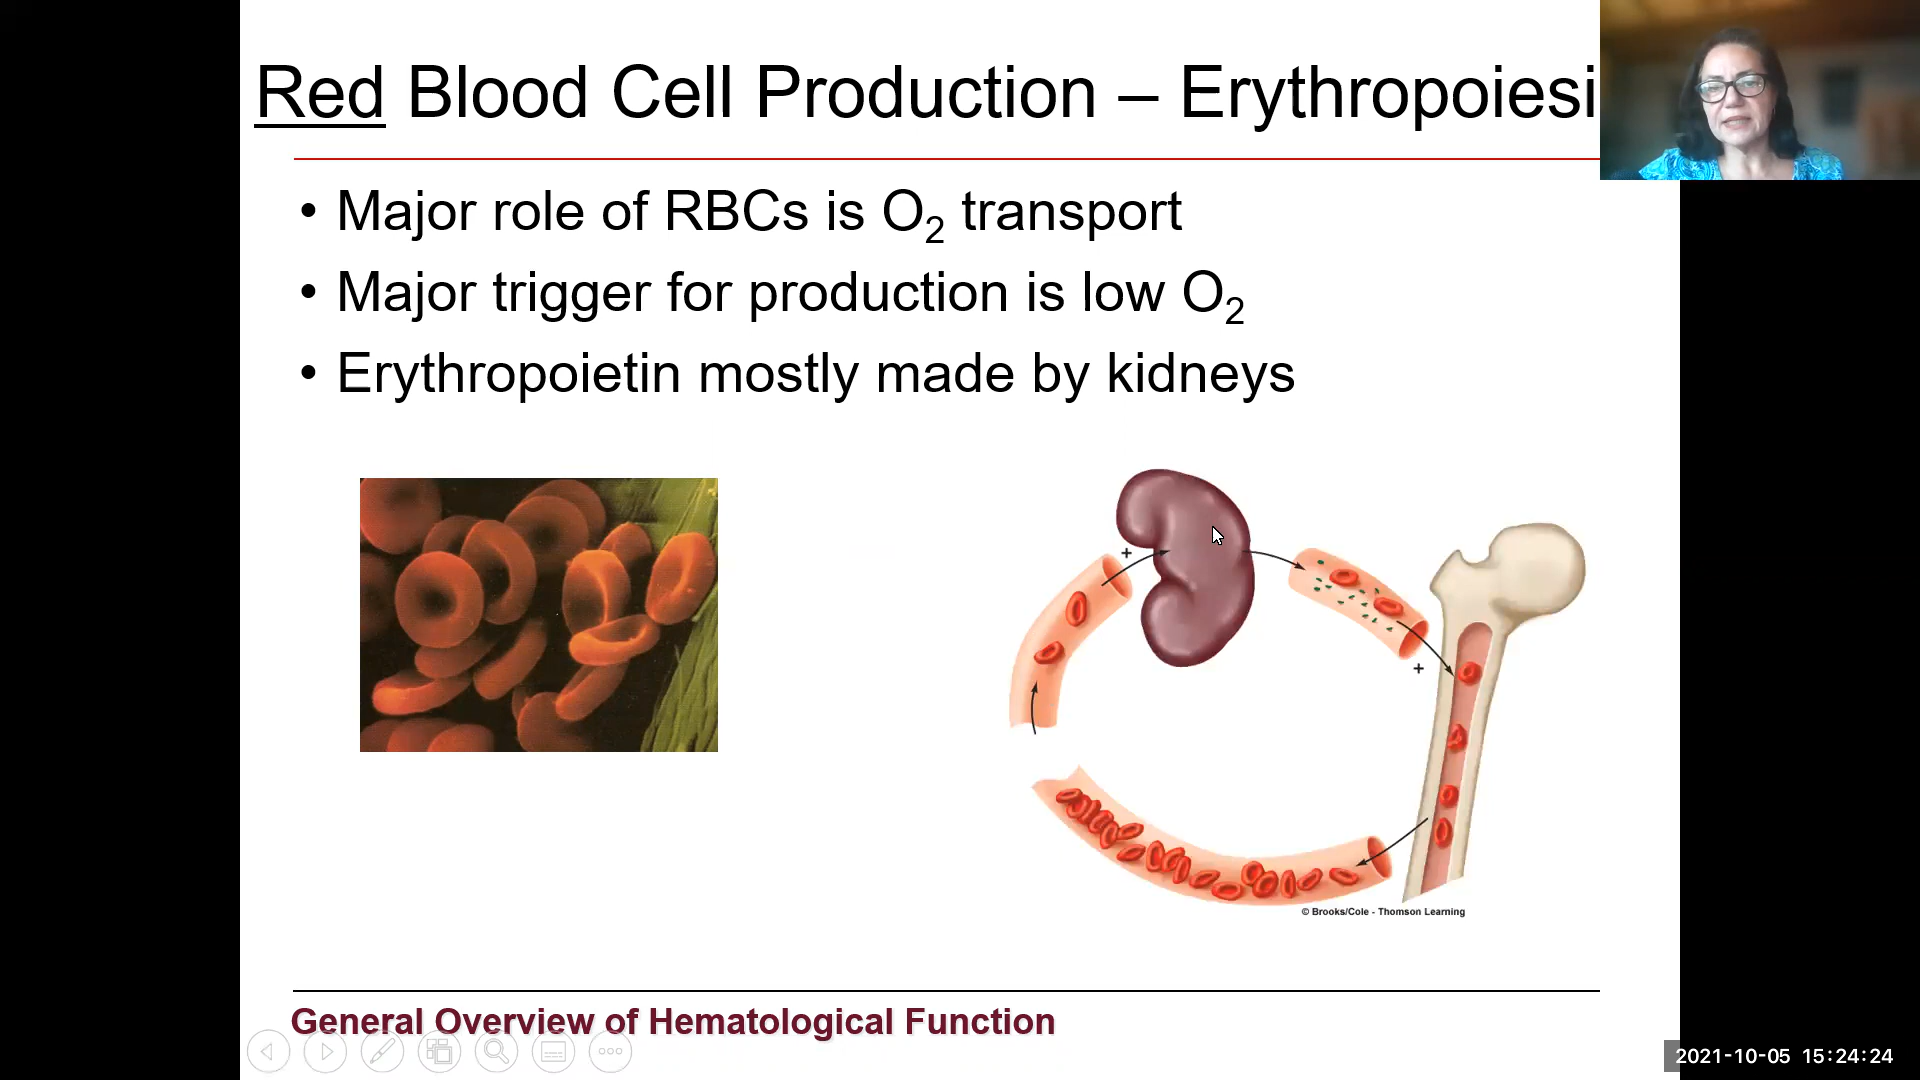 Red Blood Cell Production – Erythropoiesi
• Major role of RBCs is O₂ transport
• Major trigger for production is low O₂
• Erythropoietin mostly made by kidneys
+
+
© Brooks/Cole - Thomson Learning
General Overview of Hematological Function
2021-10-05 15:24:24